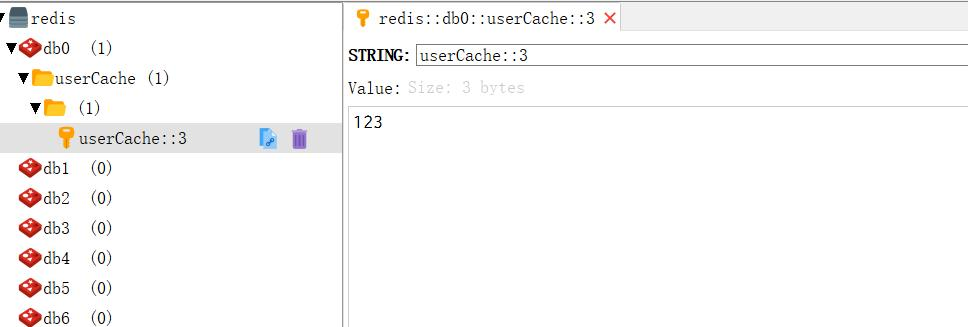 redis
db0 (1)
userCache (1)
(1)
userCache::3
db1 (0)
db2 (0)
db3 (0)
db4 (0)
db5 (0)
db6 (0)
redis::db0::userCache::3
STRING: userCache::3
Value: Size: 3 bytes
123